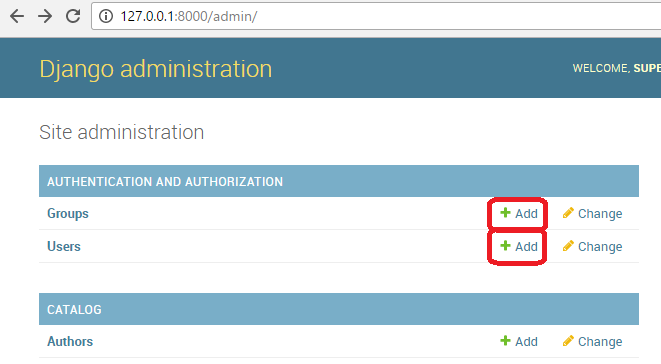 127.0.0.1:8000/admin/
Django administration
WELCOME, SUPE
Site administration
AUTHENTICATION AND AUTHORIZATION
Groups Add Change
Users Add Change
CATALOG
Authors Add Change